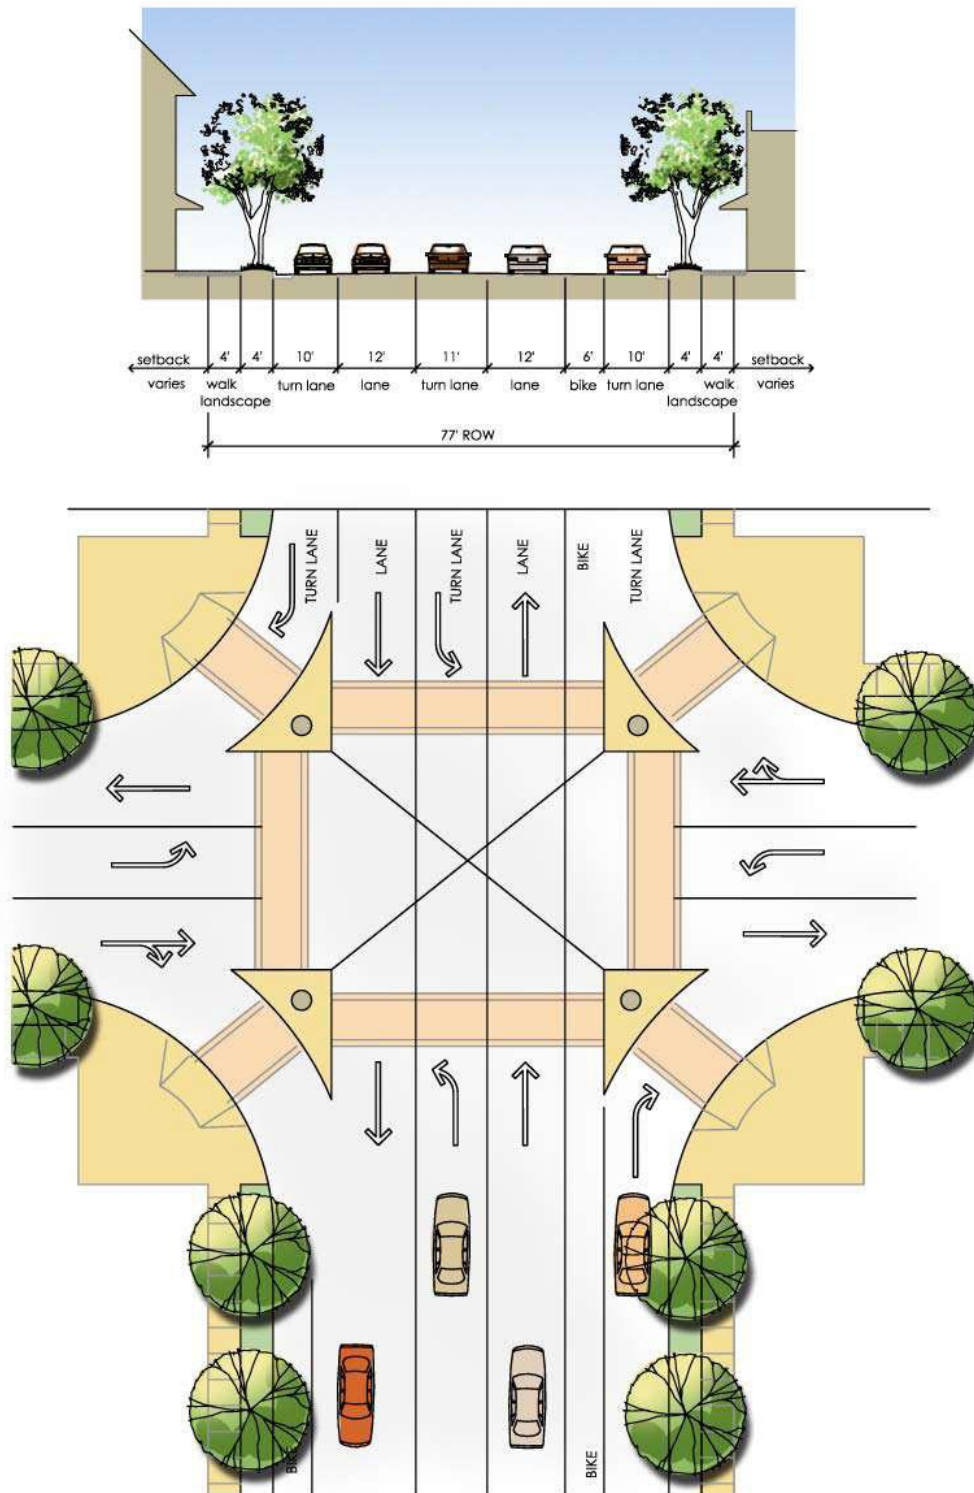 4' 4' 10' 12' 11' 12' 6' 10' 4' 4'
setback setback
varies walk turn lane lane turn lane lane bike turn lane walk varies
landscape landscape
77' ROW
TURN LANE
LANE
TURN LANE
LANE
BIKE
TURN LANE
BIKE
BIKE